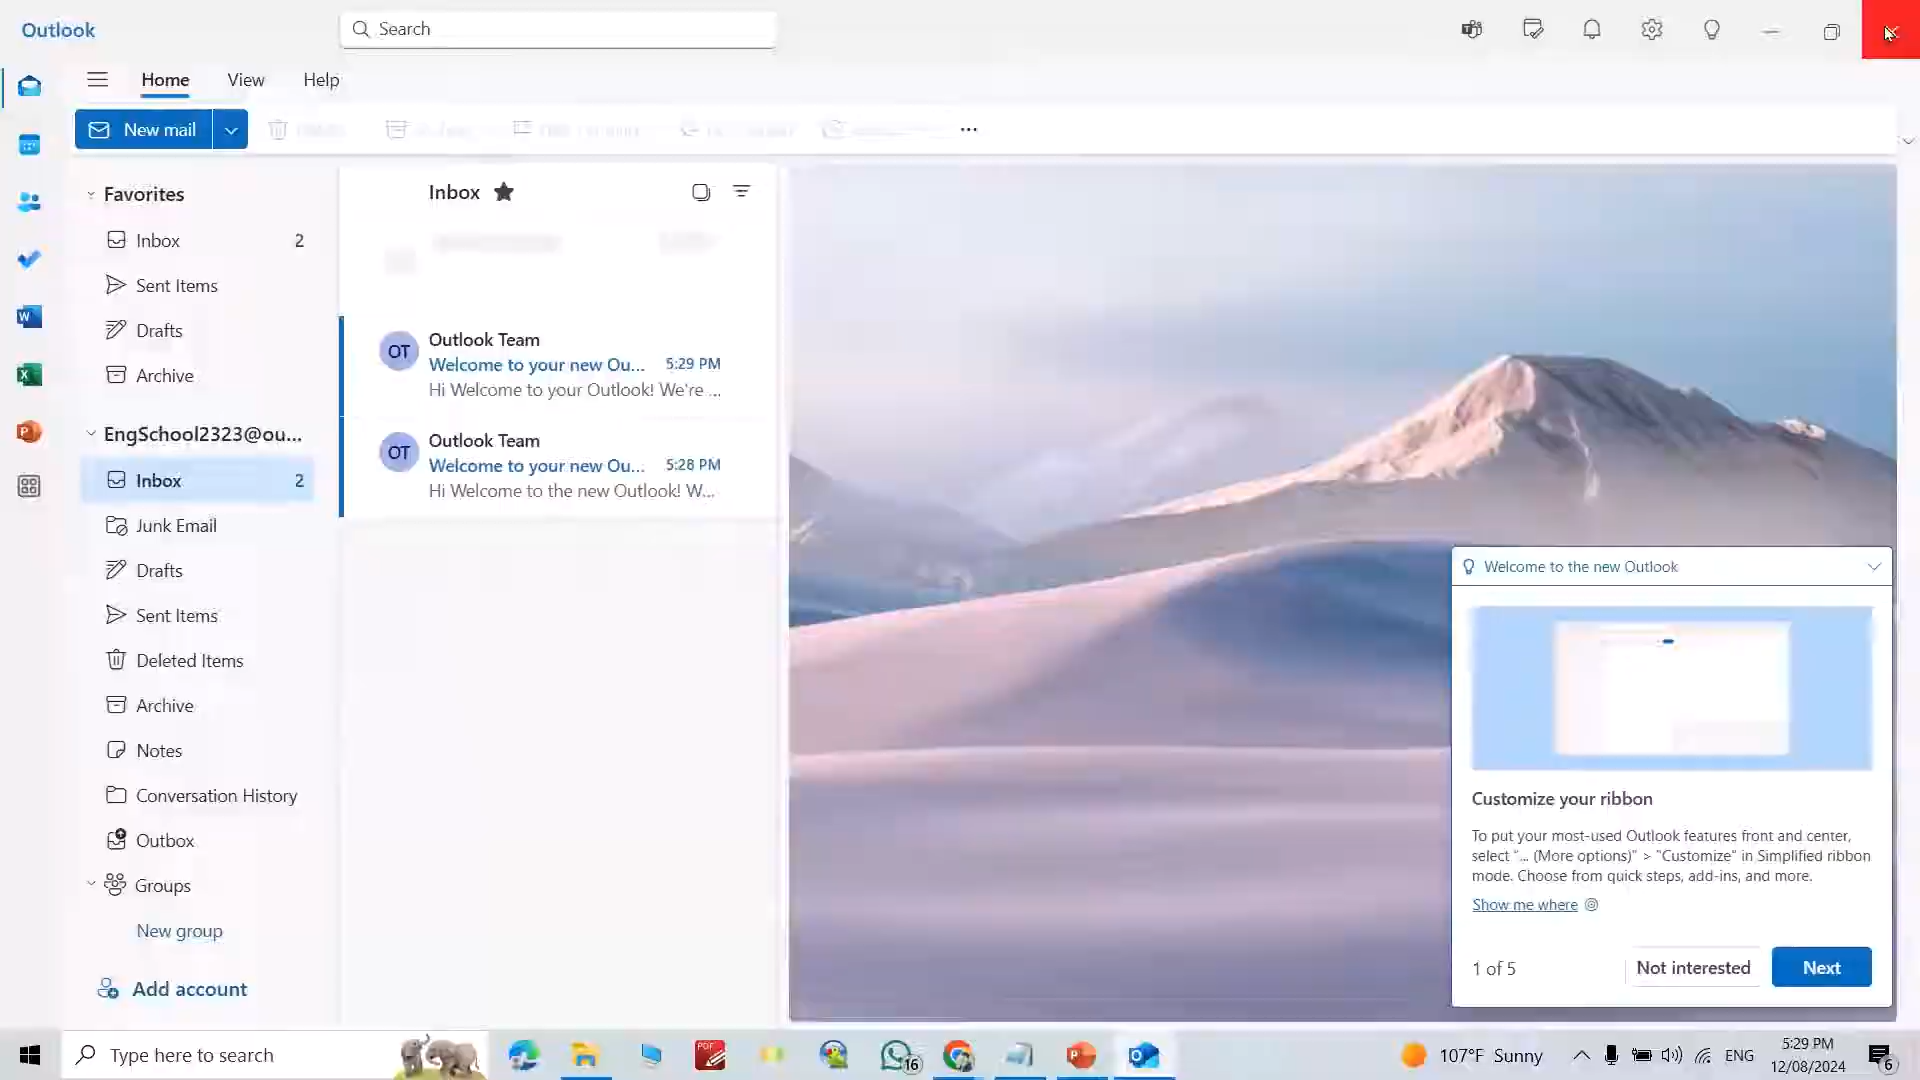 Outlook
Search
Home View Help
New mail
Favorites
Inbox 2
Sent Items
Drafts
Archive
EngSchool2323@ou...
Inbox 2
Junk Email
Drafts
Sent Items
Deleted Items
Archive
Notes
Conversation History
Outbox
Groups
New group
Add account
Inbox
OT
Outlook Team
Welcome to your new Ou... 5:29 PM
Hi Welcome to your Outlook! We're ...
OT
Outlook Team
Welcome to your new Ou... 5:28 PM
Hi Welcome to the new Outlook! W...
Welcome to the new Outlook
Customize your ribbon
To put your most-used Outlook features front and center,
select "... (More options)" > "Customize" in Simplified ribbon
mode. Choose from quick steps, add-ins, and more.
Show me where
1 of 5 Not interested Next
Type here to search
PDF
16
107°F Sunny
ENG
5:29 PM
12/08/2024
6